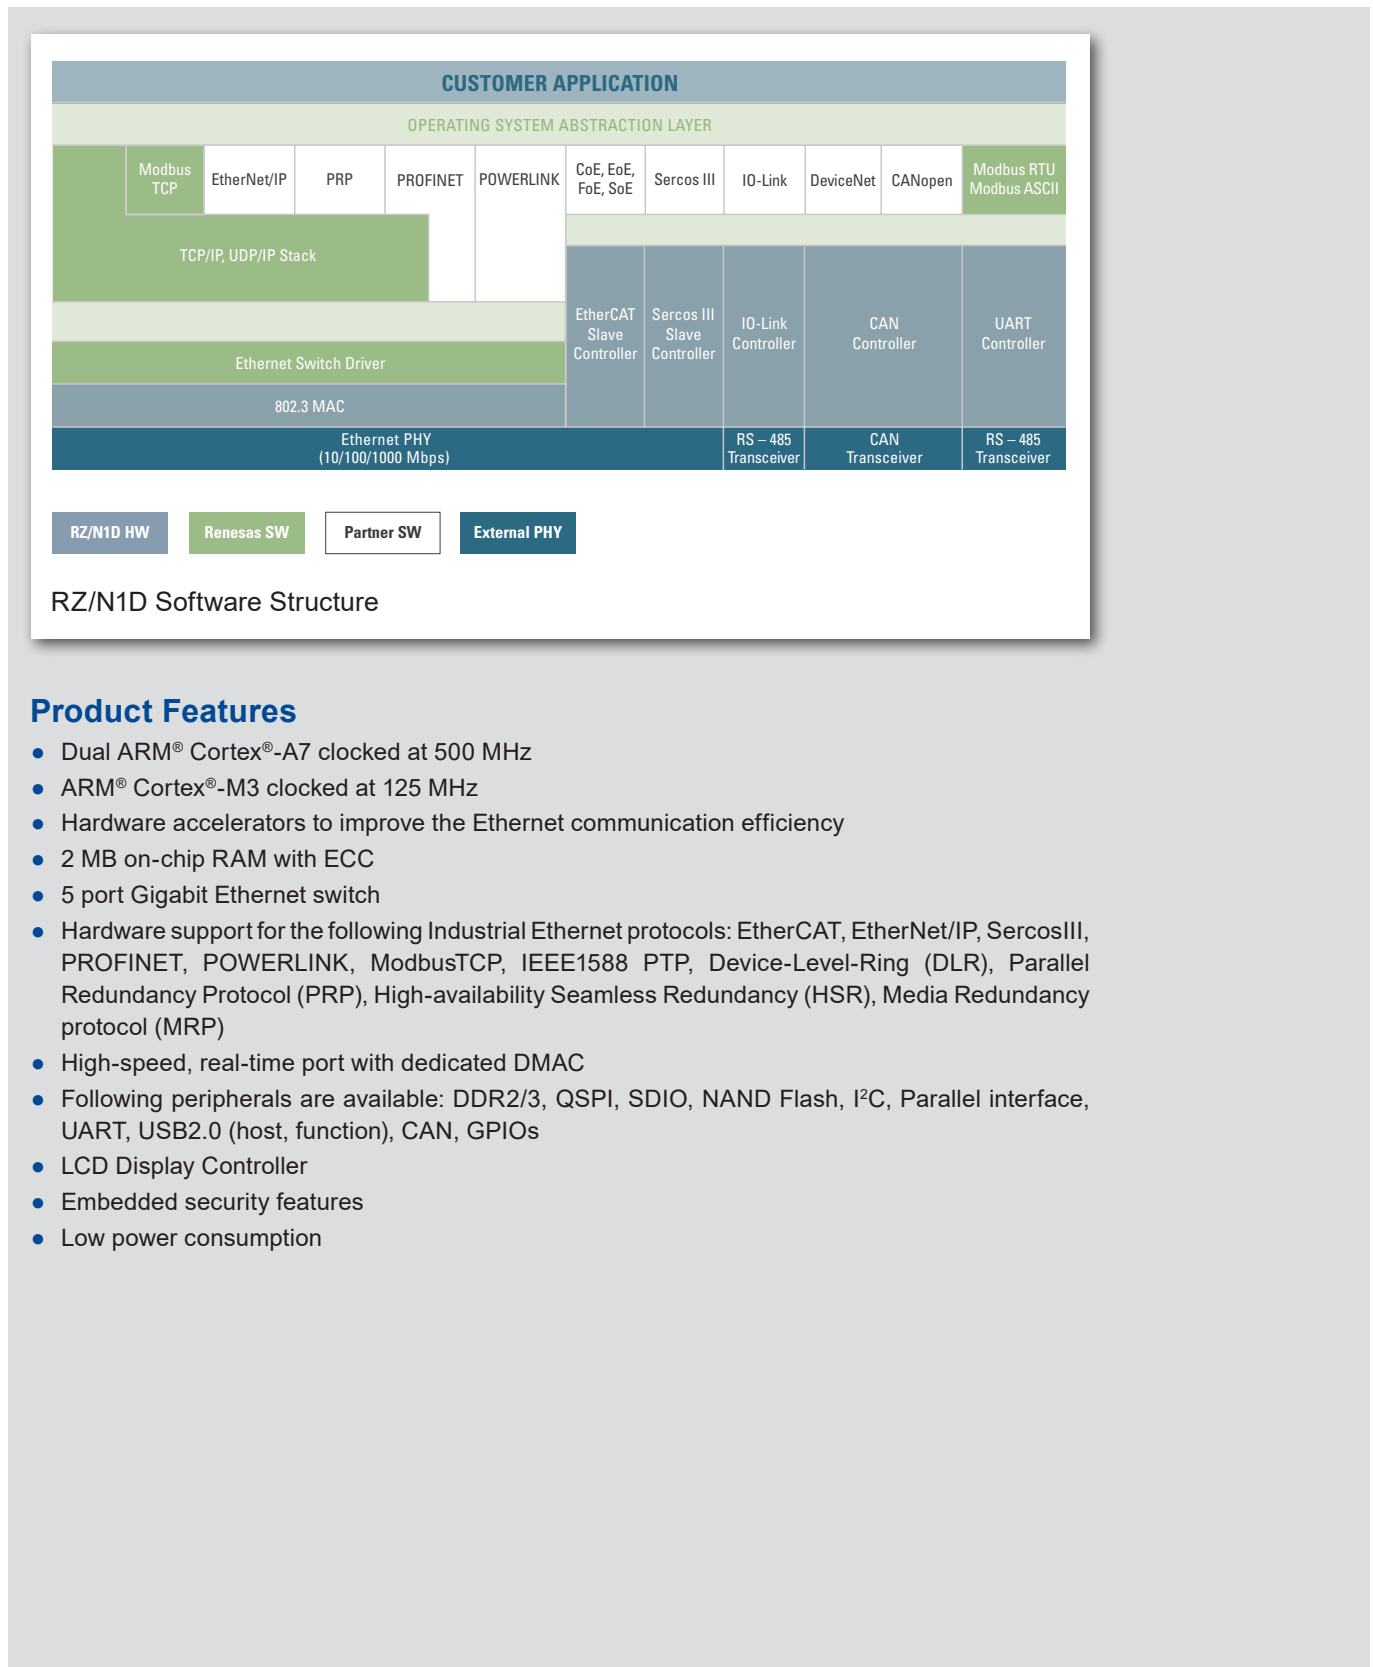 CUSTOMER APPLICATION
OPERATING SYSTEM ABSTRACTION LAYER
Modbus
TCP
EtherNet/IP
PRP
PROFINET
POWERLINK
CoE, EoE,
FoE, SoE
Sercos III
IO-Link
DeviceNet
CANopen
Modbus RTU
Modbus ASCII
TCP/IP, UDP/IP Stack
EtherCAT
Slave
Controller
Sercos III
Slave
Controller
IO-Link
Controller
CAN
Controller
UART
Controller
Ethernet Switch Driver
802.3 MAC
Ethernet PHY
(10/100/1000 Mbps)
RS – 485
Transceiver
CAN
Transceiver
RS – 485
Transceiver
RZ/N1D HW
Renesas SW
Partner SW
External PHY
RZ/N1D Software Structure
Product Features
● Dual ARM® Cortex®-A7 clocked at 500 MHz
● ARM® Cortex®-M3 clocked at 125 MHz
● Hardware accelerators to improve the Ethernet communication efficiency
● 2 MB on-chip RAM with ECC
● 5 port Gigabit Ethernet switch
● Hardware support for the following Industrial Ethernet protocols: EtherCAT, EtherNet/IP, SercosIII,
PROFINET, POWERLINK, ModbusTCP, IEEE1588 PTP, Device-Level-Ring (DLR), Parallel
Redundancy Protocol (PRP), High-availability Seamless Redundancy (HSR), Media Redundancy
protocol (MRP)
● High-speed, real-time port with dedicated DMAC
● Following peripherals are available: DDR2/3, QSPI, SDIO, NAND Flash, I²C, Parallel interface,
UART, USB2.0 (host, function), CAN, GPIOs
● LCD Display Controller
● Embedded security features
● Low power consumption